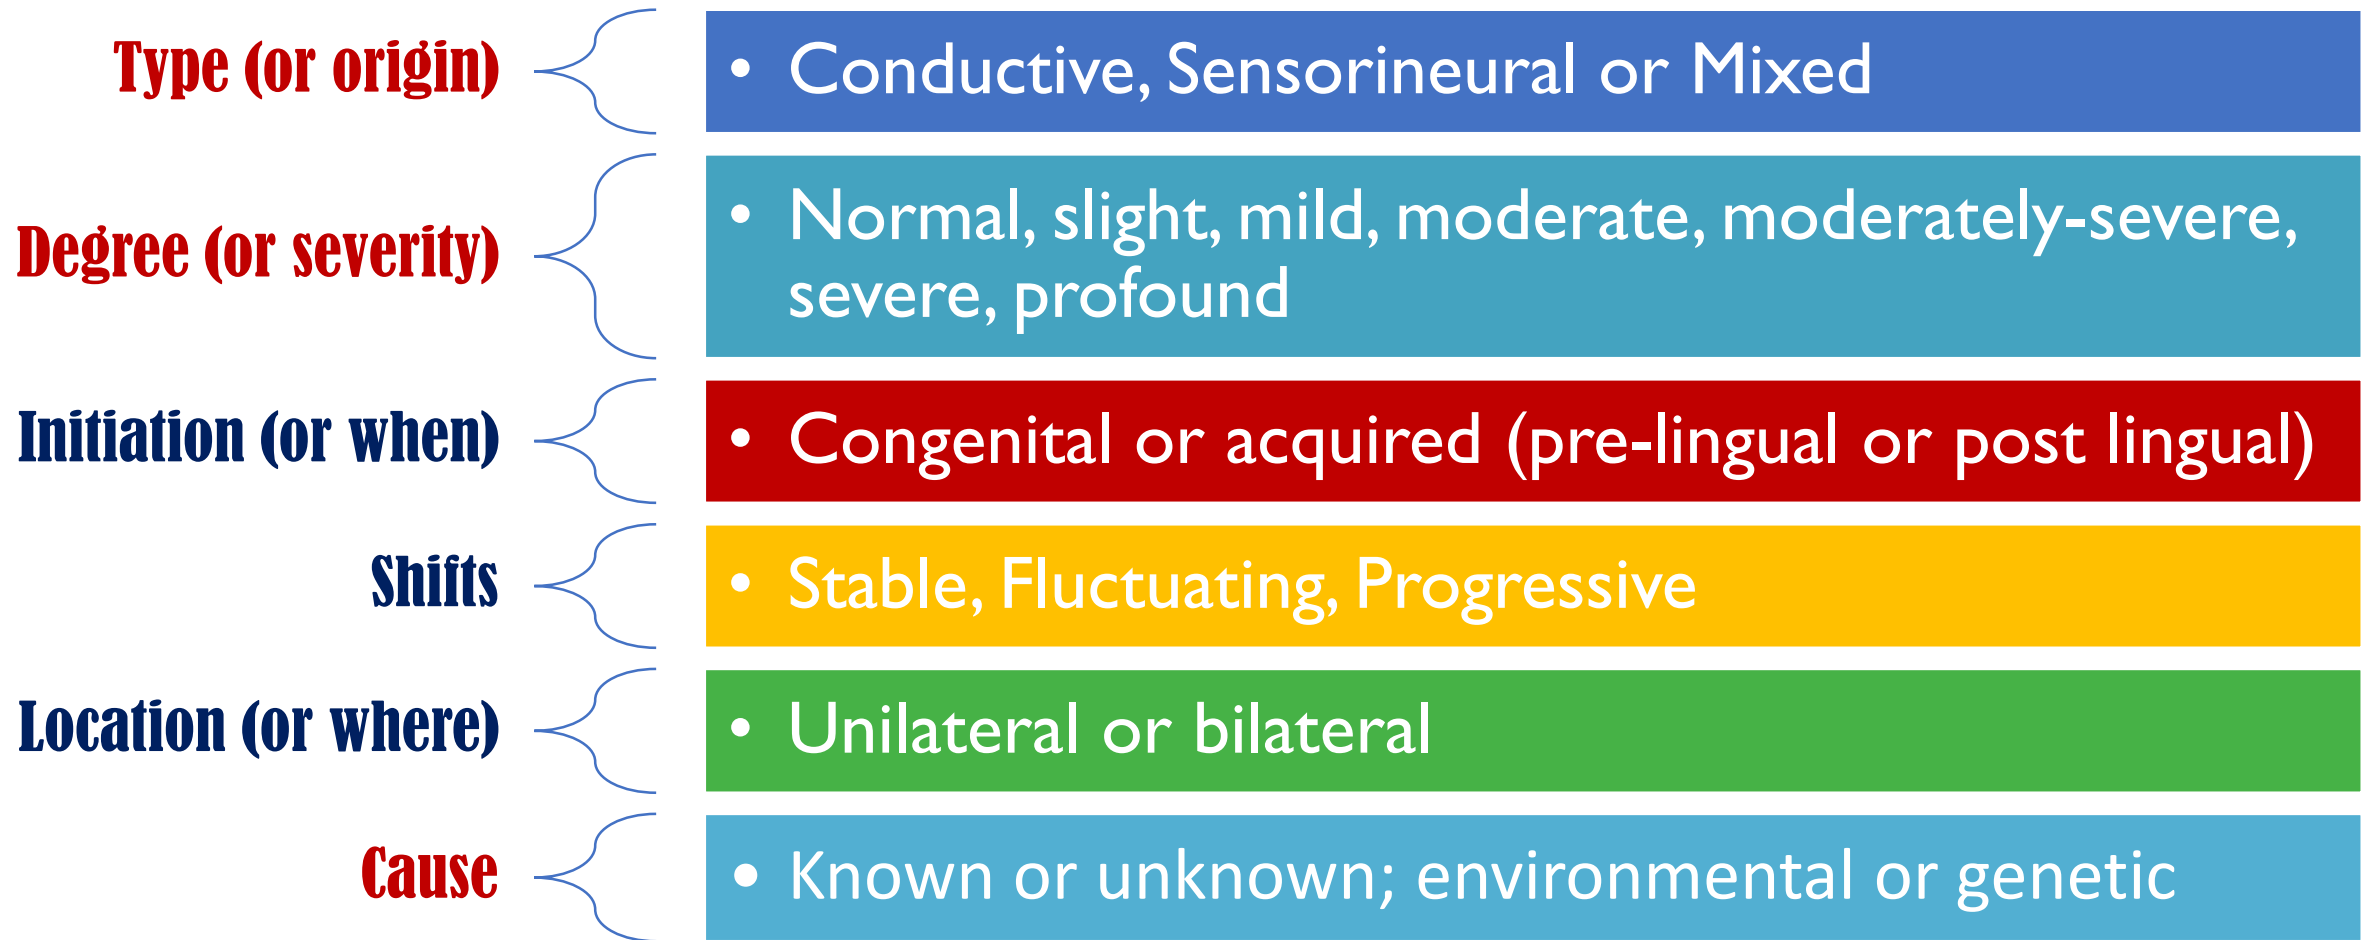 Type (or origin)
• Conductive, Sensorineural or Mixed
Degree (or severity)
• Normal, slight, mild, moderate, moderately-severe,
severe, profound
Initiation (or when)
• Congenital or acquired (pre-lingual or post lingual)
Shifts
• Stable, Fluctuating, Progressive
Location (or where)
• Unilateral or bilateral
Cause
• Known or unknown; environmental or genetic